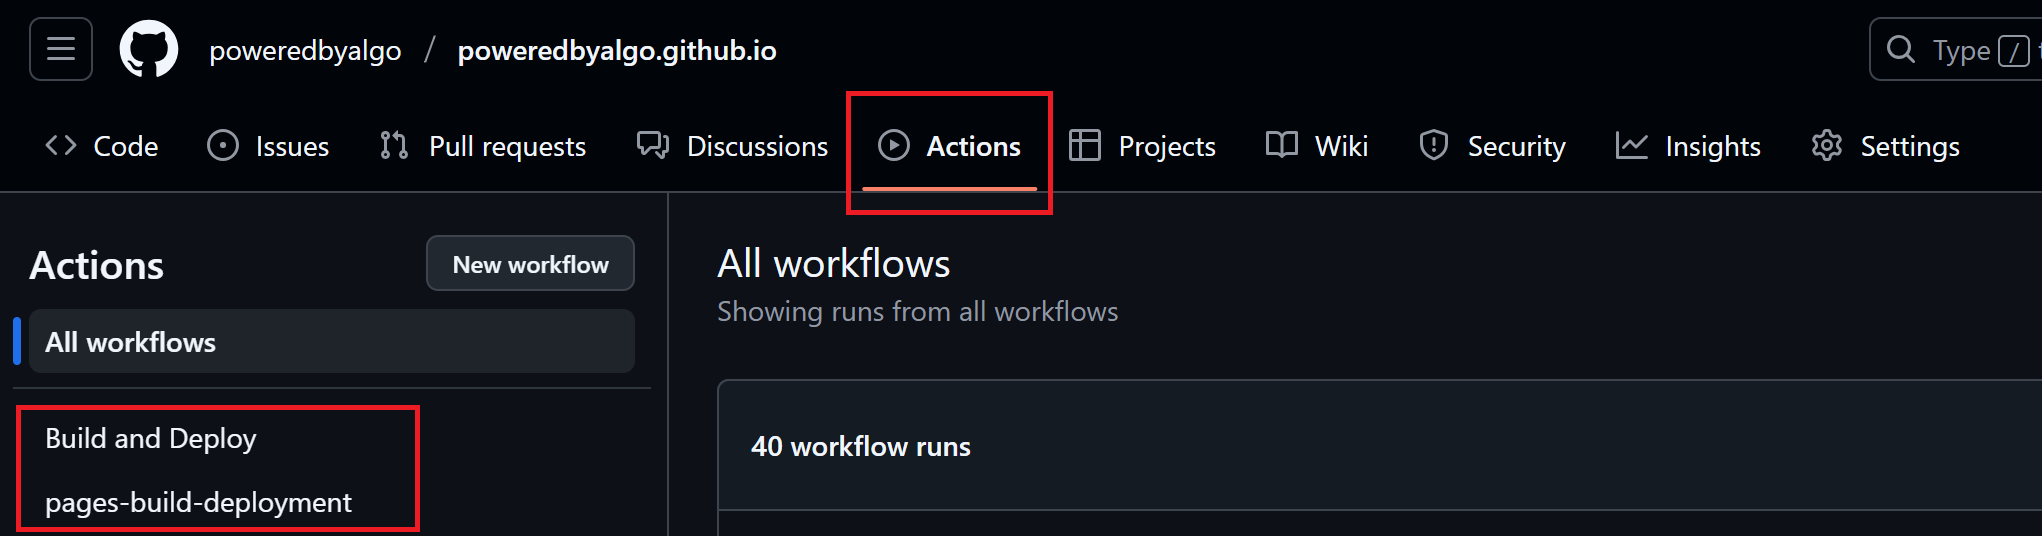 poweredbyalgo / poweredbyalgo.github.io
Type /
Code Issues Pull requests Discussions Actions Projects Wiki Security Insights Settings
Actions
New workflow
All workflows
Build and Deploy
pages-build-deployment
All workflows
Showing runs from all workflows
40 workflow runs